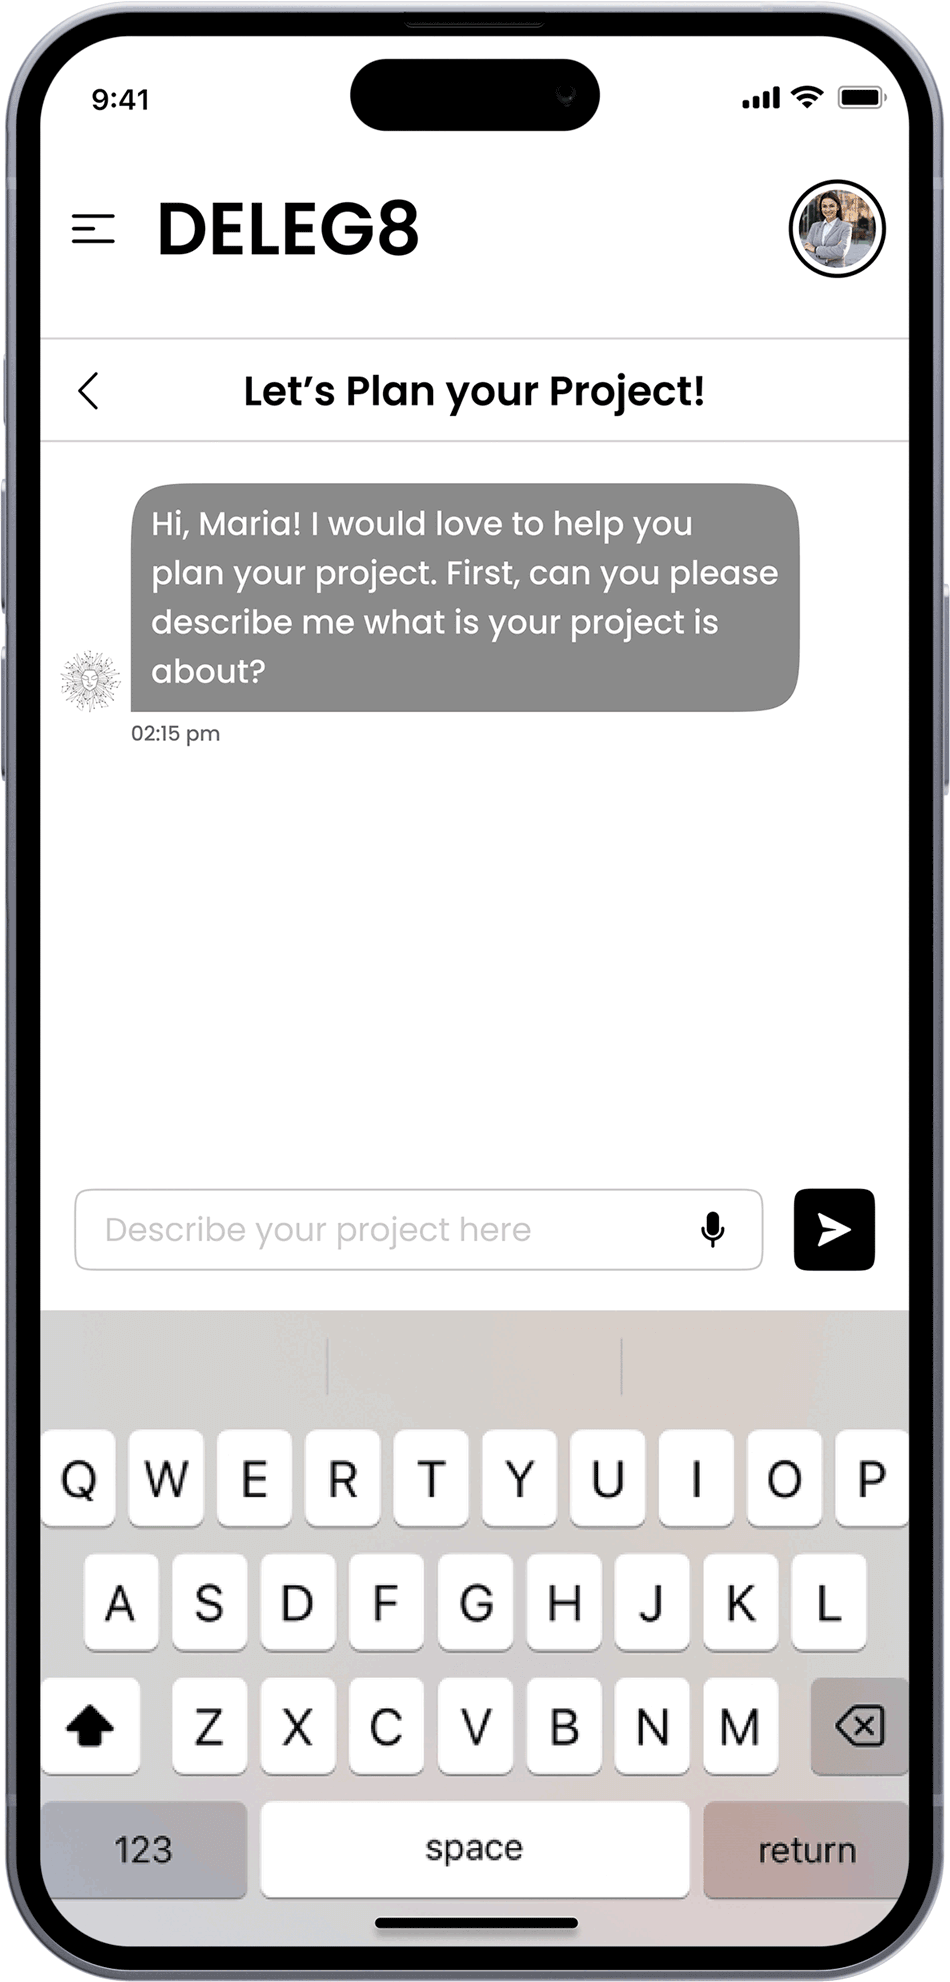 9:41
DELEG8
Let’s Plan your Project!
Hi, Maria! I would love to help you
plan your project. First, can you please
describe me what is your project is
about?
02:15 pm
Describe your project here
Q W E R T Y U I O P
A S D F G H J K L
Z X C V B N M
123 space return